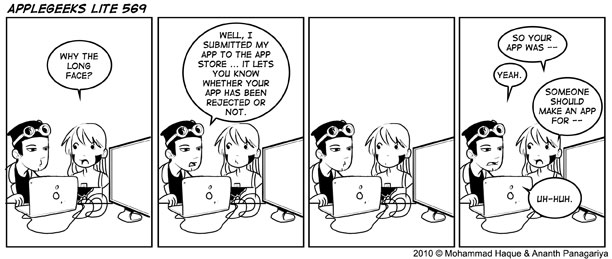 APPLEGEEKS LITE 569
WHY THE
LONG
FACE?
WELL, I
SUBMITTED MY
APP TO THE APP
STORE ... IT LETS
YOU KNOW
WHETHER YOUR
APP HAS BEEN
REJECTED OR
NOT.
SO YOUR
APP WAS --
YEAH.
SOMEONE
SHOULD
MAKE AN APP
FOR --
UH-HUH.
2010 © Mohammad Haque & Ananth Panagariya